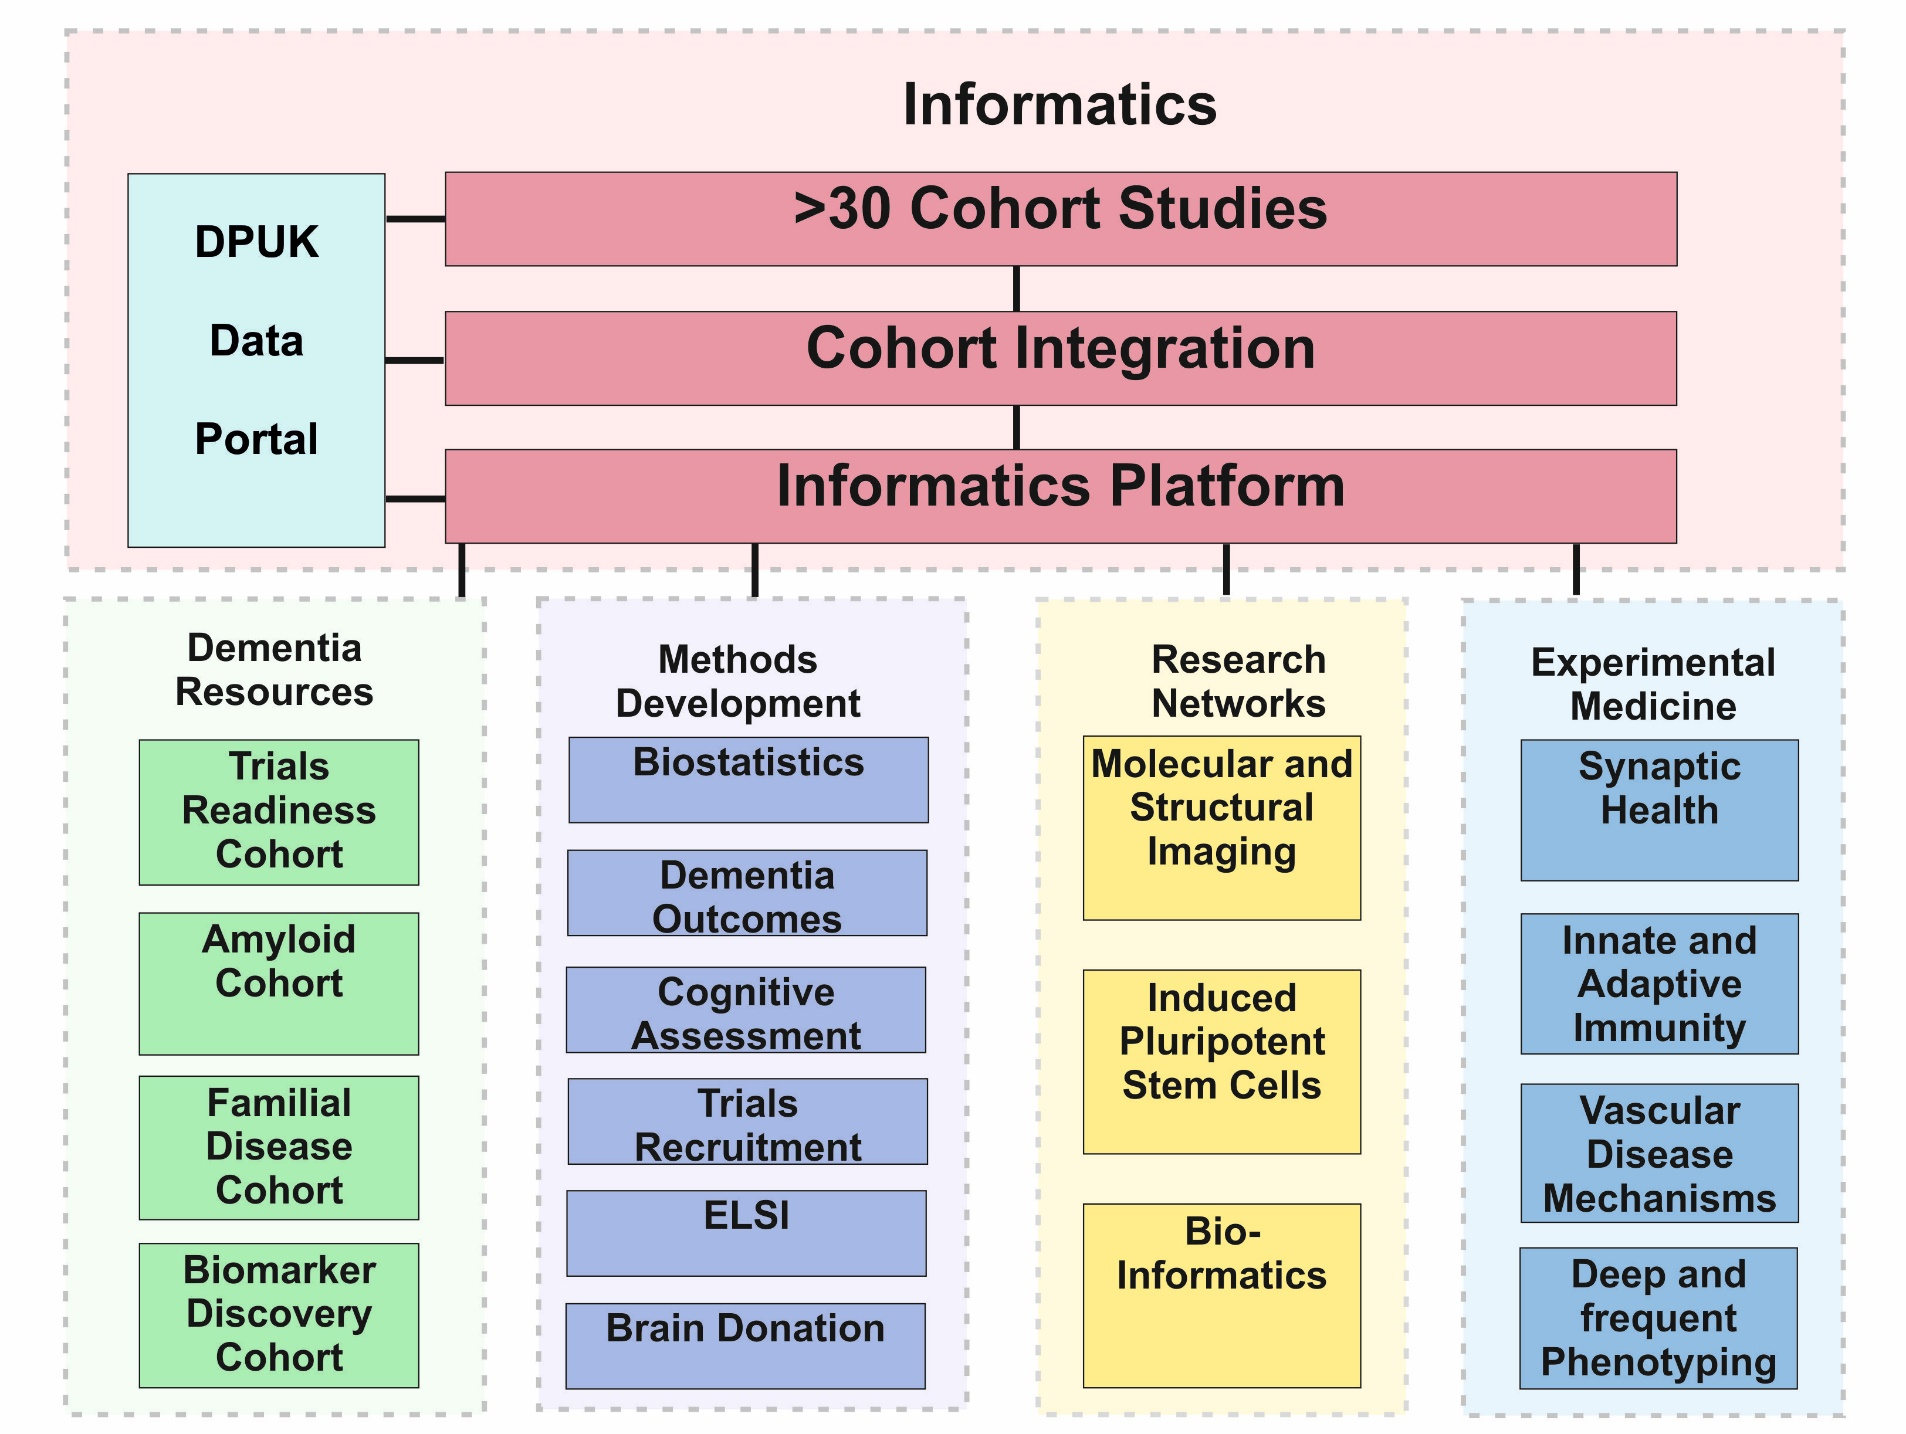 Informatics
DPUK
Data
Portal
>30 Cohort Studies
Cohort Integration
Informatics Platform
Dementia
Resources
Trials
Readiness
Cohort
Amyloid
Cohort
Familial
Disease
Cohort
Biomarker
Discovery
Cohort
Methods
Development
Biostatistics
Dementia
Outcomes
Cognitive
Assessment
Trials
Recruitment
ELSI
Brain Donation
Research
Networks
Molecular and
Structural
Imaging
Induced
Pluripotent
Stem Cells
Bio-
Informatics
Experimental
Medicine
Synaptic
Health
Innate and
Adaptive
Immunity
Vascular
Disease
Mechanisms
Deep and
frequent
Phenotyping